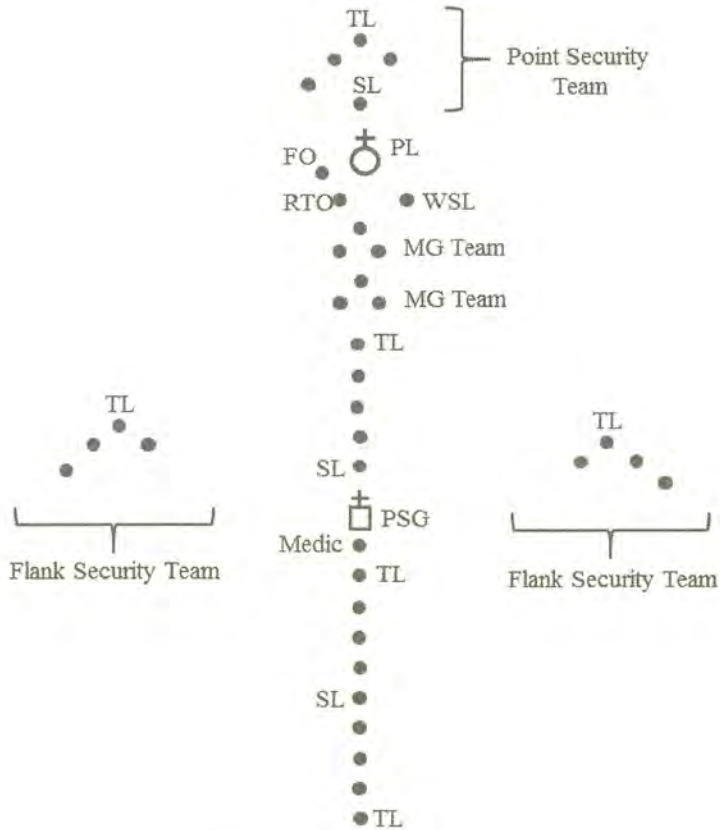 TL
Point Security
Team
SL
PL
FO
RTO
WSL
MG Team
MG Team
TL
TL
TL
SL
PSG
Flank Security Team
Medic
Flank Security Team
TL
SL
TL